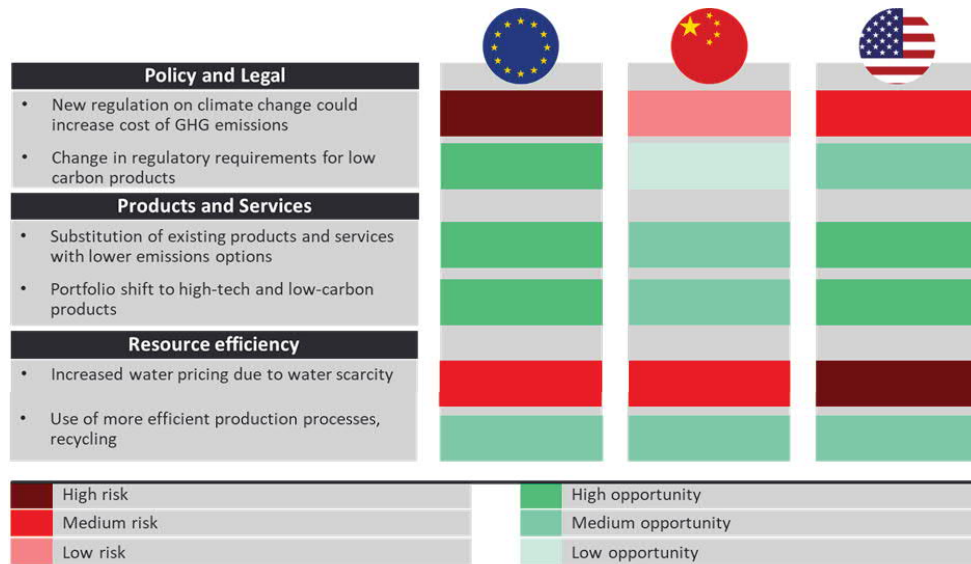 Policy and Legal
• New regulation on climate change could
increase cost of GHG emissions
• Change in regulatory requirements for low
carbon products
Products and Services
• Substitution of existing products and services
with lower emissions options
• Portfolio shift to high-tech and low-carbon
products
Resource efficiency
• Increased water pricing due to water scarcity
• Use of more efficient production processes,
recycling
High risk
Medium risk
Low risk
High opportunity
Medium opportunity
Low opportunity